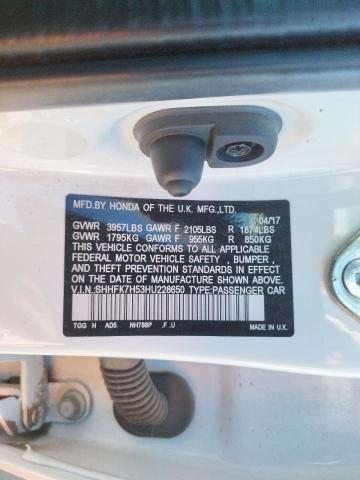 MFD.BY HONDA OF THE U.K. MFG.,LTD. 04/17
GVWR 3957LBS GAWR F 2105LBS R 1874LBS
GVWR 1795KG GAWR F 955KG R 850KG
THIS VEHICLE CONFORMS TO ALL APPLICABLE
FEDERAL MOTOR VEHICLE SAFETY , BUMPER ,
AND THEFT PREVENTION STANDARDS IN EFFECT
ON THE DATE OF MANUFACTURE SHOWN ABOVE.
V.I.N.:SHHFK7H53HU228650 TYPE:PASSENGER CAR
TGG H AD5 NH788P .F .U
MADE IN U.K.